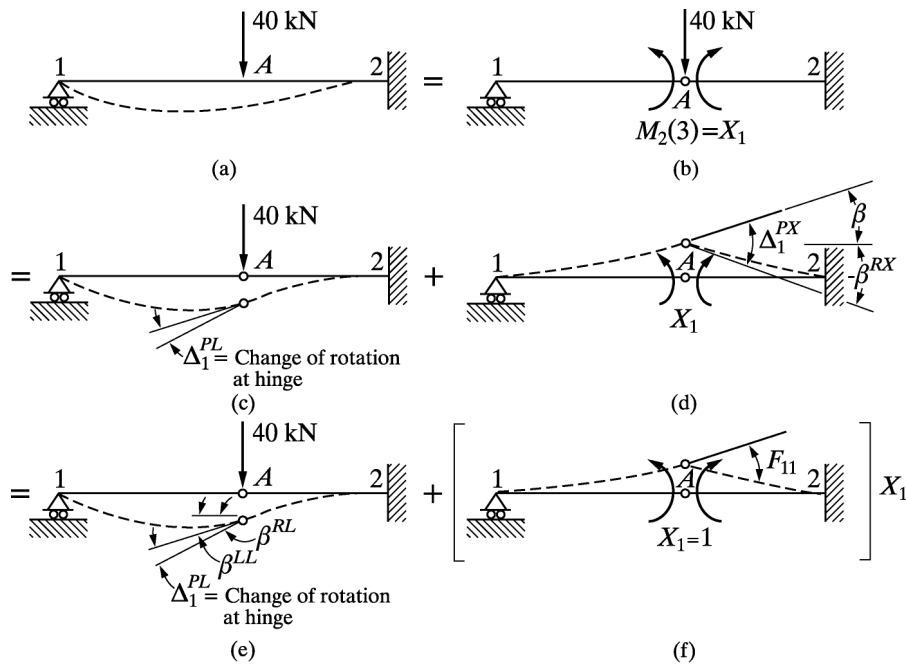 40 kN
1 A 2
(a)
=
40 kN
1 2
A
M₂(3)=X₁
(b)
=
40 kN
1 A 2
Δ₁ᴾᴸ= Change of rotation
at hinge
(c)
+
β
Δ₁ᴾˣ
1 A 2
-βᴿˣ
X₁
(d)
=
40 kN
1 A 2
βᴿᴸ
βᴸᴸ
Δ₁ᴾᴸ= Change of rotation
at hinge
(e)
+
F₁₁
1 A 2
X₁=1
X₁
(f)